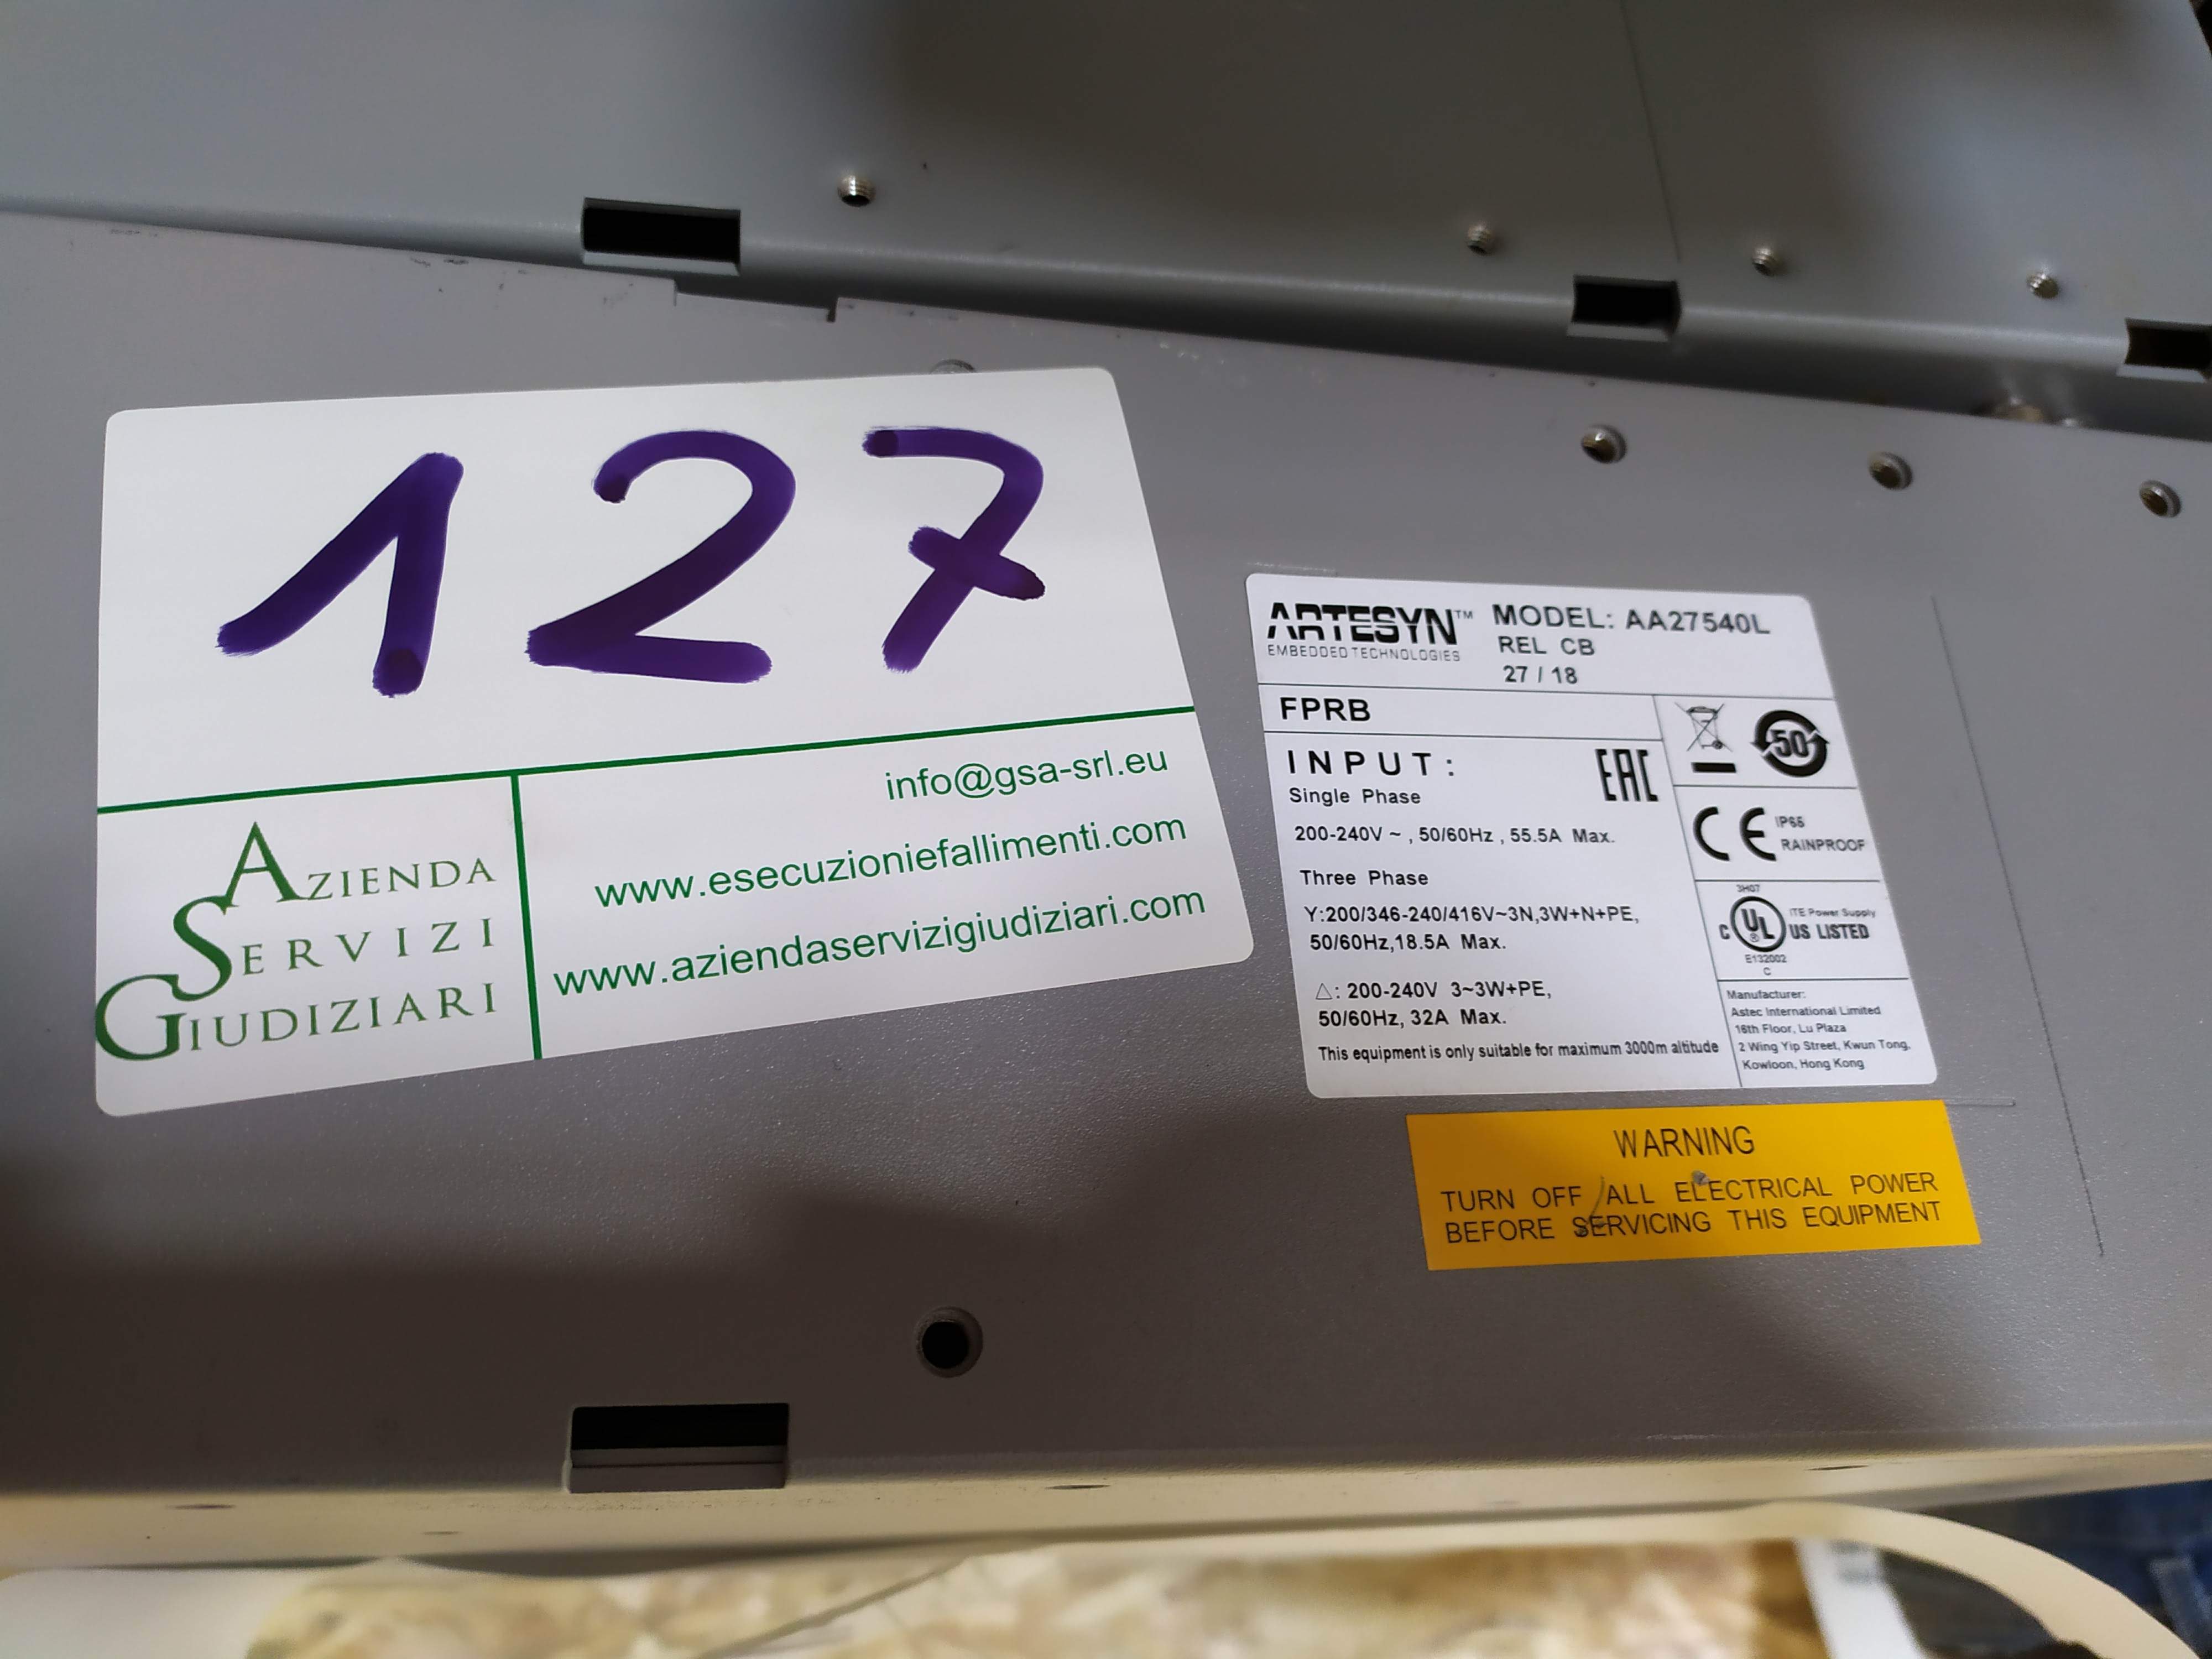 127
info@gsa-srl.eu
www.esecuzioniefallimenti.com
www.aziendaservizigiudiziari.com
AZIENDA
SERVIZI
GIUDIZIARI
ARTESYN™
EMBEDDED TECHNOLOGIES
MODEL: AA27540L
REL CB
27 / 18
FPRB
INPUT:
Single Phase
200-240V ~ , 50/60Hz , 55.5A Max.
Three Phase
Y:200/346-240/416V~3N,3W+N+PE,
50/60Hz,18.5A Max.
△: 200-240V 3~3W+PE,
50/60Hz, 32A Max.
This equipment is only suitable for maximum 3000m altitude
EAC
50
CE
IP65
RAINPROOF
3H07
C UL ® US LISTED
ITE Power Supply
E132002
C
Manufacturer:
Astec International Limited
16th Floor, Lu Plaza
2 Wing Yip Street, Kwun Tong,
Kowloon, Hong Kong
WARNING
TURN OFF ALL ELECTRICAL POWER
BEFORE SERVICING THIS EQUIPMENT